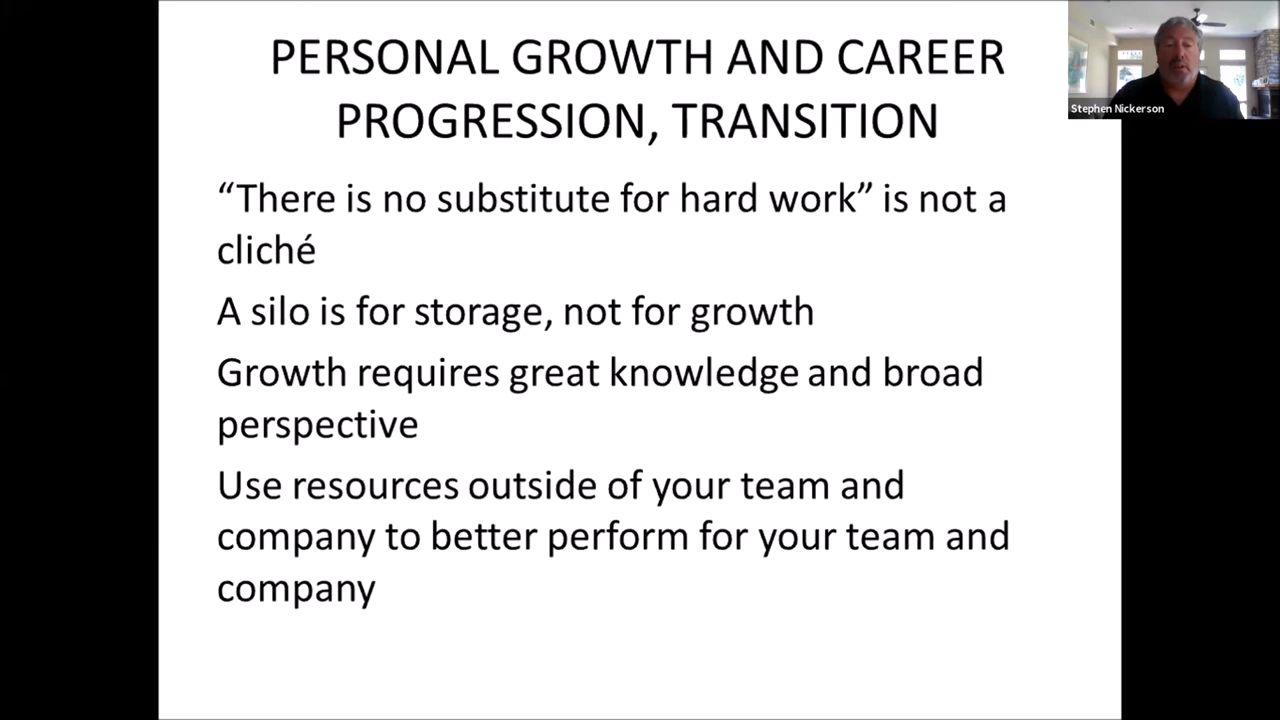 PERSONAL GROWTH AND CAREER
PROGRESSION, TRANSITION
“There is no substitute for hard work” is not a
cliché
A silo is for storage, not for growth
Growth requires great knowledge and broad
perspective
Use resources outside of your team and
company to better perform for your team and
company
Stephen Nickerson